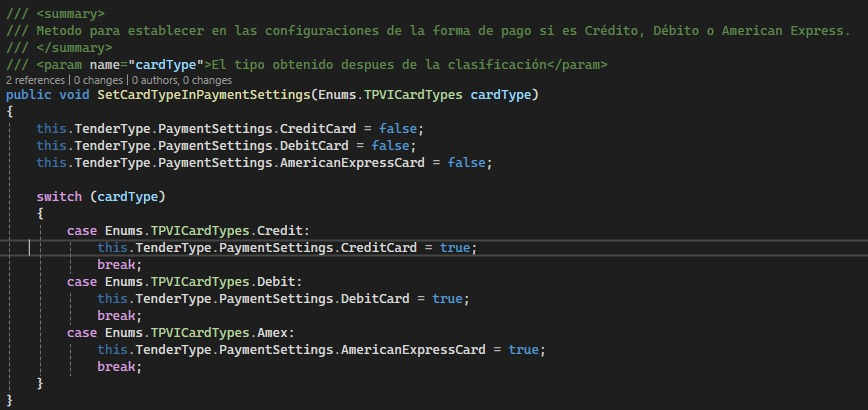 /// <summary>
/// Metodo para establecer en las configuraciones de la forma de pago si es Crédito, Débito o American Express.
/// </summary>
/// <param name="cardType">El tipo obtenido despues de la clasificación</param>
2 references | 0 changes | 0 authors, 0 changes
public void SetCardTypeInPaymentSettings(Enums.TPVICardTypes cardType)
{
    this.TenderType.PaymentSettings.CreditCard = false;
    this.TenderType.PaymentSettings.DebitCard = false;
    this.TenderType.PaymentSettings.AmericanExpressCard = false;

    switch (cardType)
    {
        case Enums.TPVICardTypes.Credit:
            this.TenderType.PaymentSettings.CreditCard = true;
            break;
        case Enums.TPVICardTypes.Debit:
            this.TenderType.PaymentSettings.DebitCard = true;
            break;
        case Enums.TPVICardTypes.Amex:
            this.TenderType.PaymentSettings.AmericanExpressCard = true;
            break;
    }
}